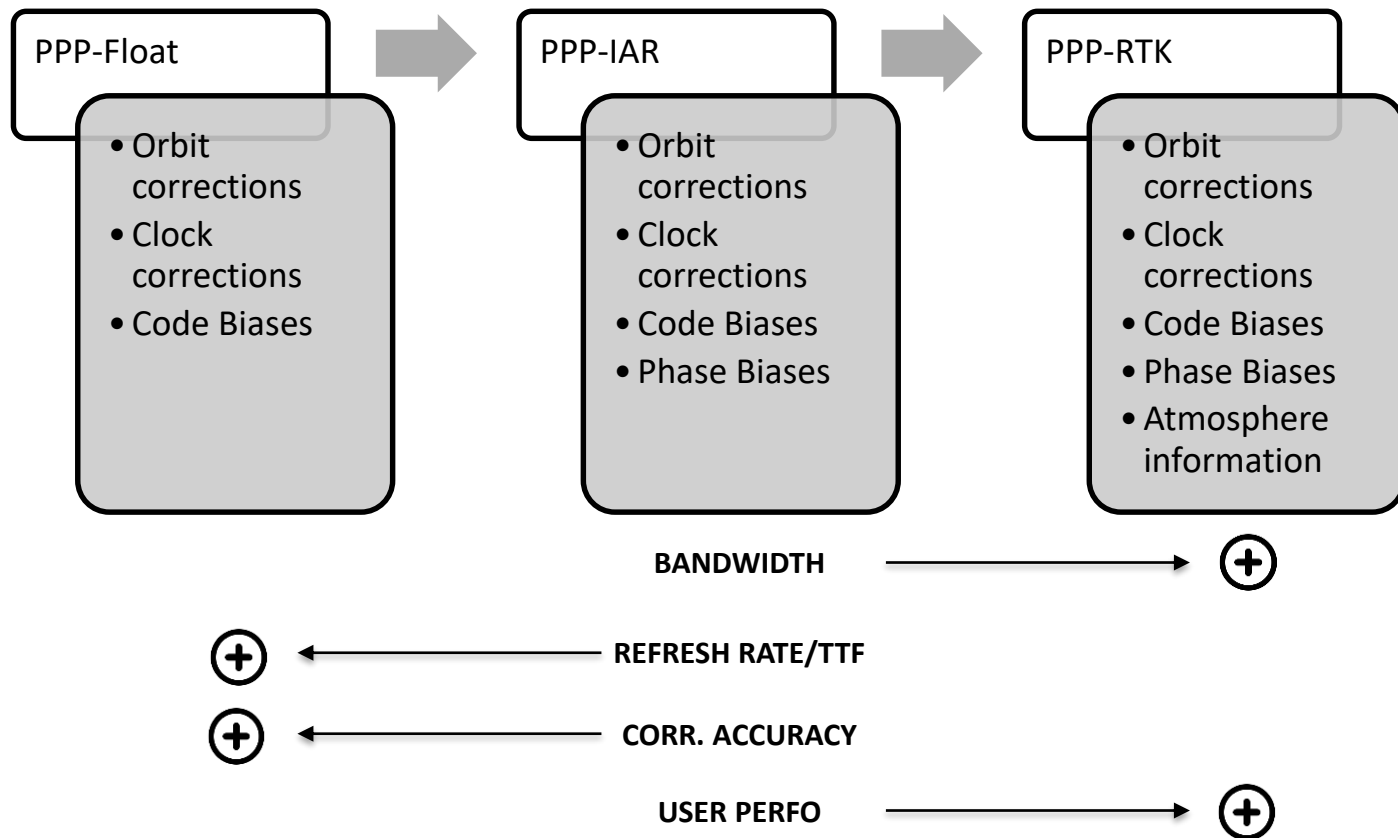 PPP-Float
• Orbit
corrections
• Clock
corrections
• Code Biases
PPP-IAR
• Orbit
corrections
• Clock
corrections
• Code Biases
• Phase Biases
PPP-RTK
• Orbit
corrections
• Clock
corrections
• Code Biases
• Phase Biases
• Atmosphere
information
BANDWIDTH
REFRESH RATE/TTF
CORR. ACCURACY
USER PERFO